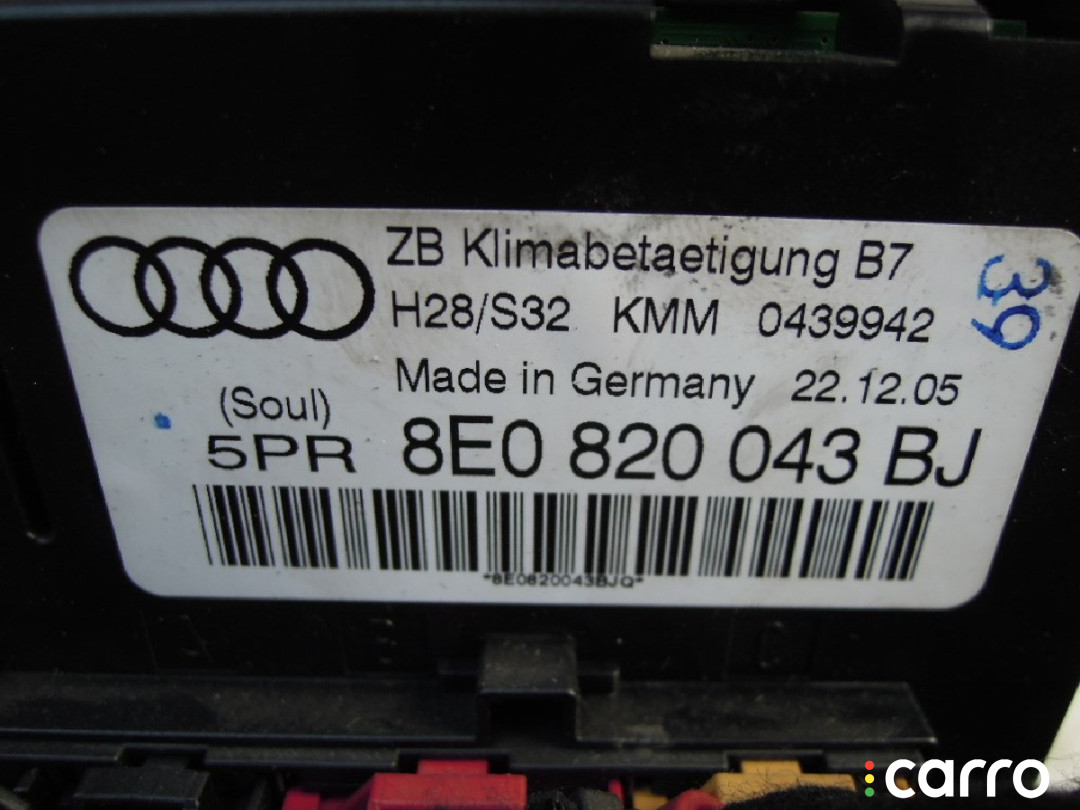 ZB Klimabetaetigung B7
H28/S32 KMM 0439942
39
Made in Germany 22.12.05
(Soul)
5PR 8E0 820 043 BJ
*8E0820043BJQ*
carro